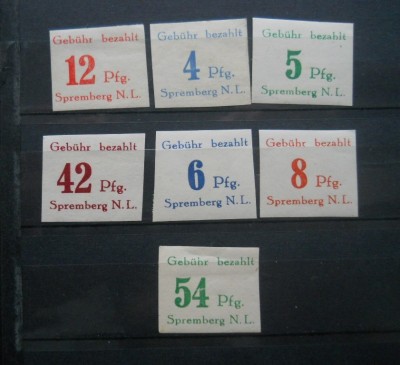 Gebühr bezahlt
12 Pfg.
Spremberg N.L.
Gebühr bezahlt
4 Pfg.
Spremberg N.L.
Gebühr bezahlt
5 Pfg.
Spremberg N.L.
Gebühr bezahlt
42 Pfg.
Spremberg N.L.
Gebühr bezahlt
6 Pfg.
Spremberg N.L.
Gebühr bezahlt
8 Pfg.
Spremberg N.L.
Gebühr bezahlt
54 Pfg.
Spremberg N.L.